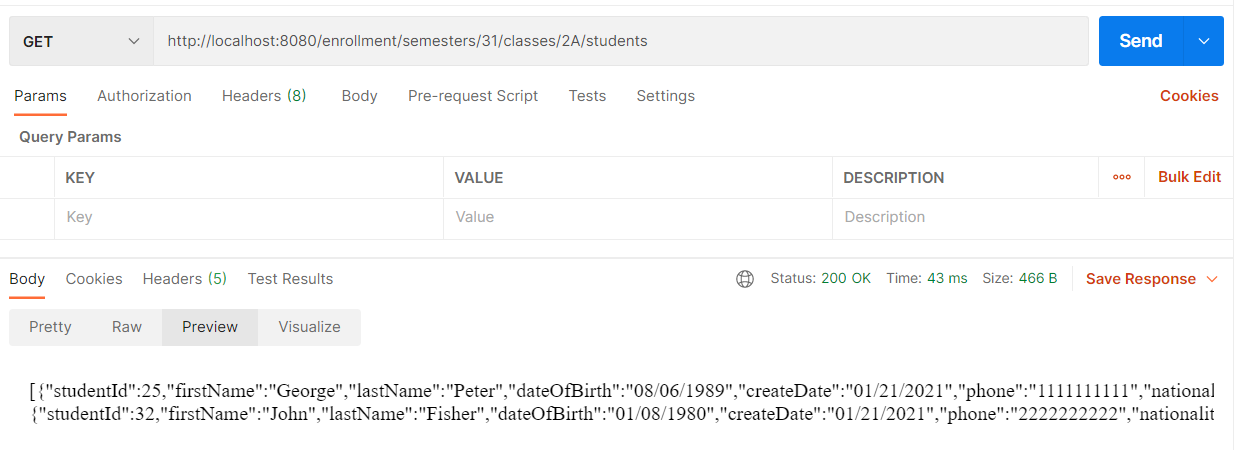 GET http://localhost:8080/enrollment/semesters/31/classes/2A/students Send
Params Authorization Headers (8) Body Pre-request Script Tests Settings Cookies
Query Params
KEY VALUE DESCRIPTION ooo Bulk Edit
Key Value Description
Body Cookies Headers (5) Test Results Status: 200 OK Time: 43 ms Size: 466 B Save Response
Pretty Raw Preview Visualize
[{"studentId":25,"firstName":"George","lastName":"Peter","dateOfBirth":"08/06/1989","createDate":"01/21/2021","phone":"1111111111","national
{"studentId":32,"firstName":"John","lastName":"Fisher","dateOfBirth":"01/08/1980","createDate":"01/21/2021","phone":"2222222222","nationalit